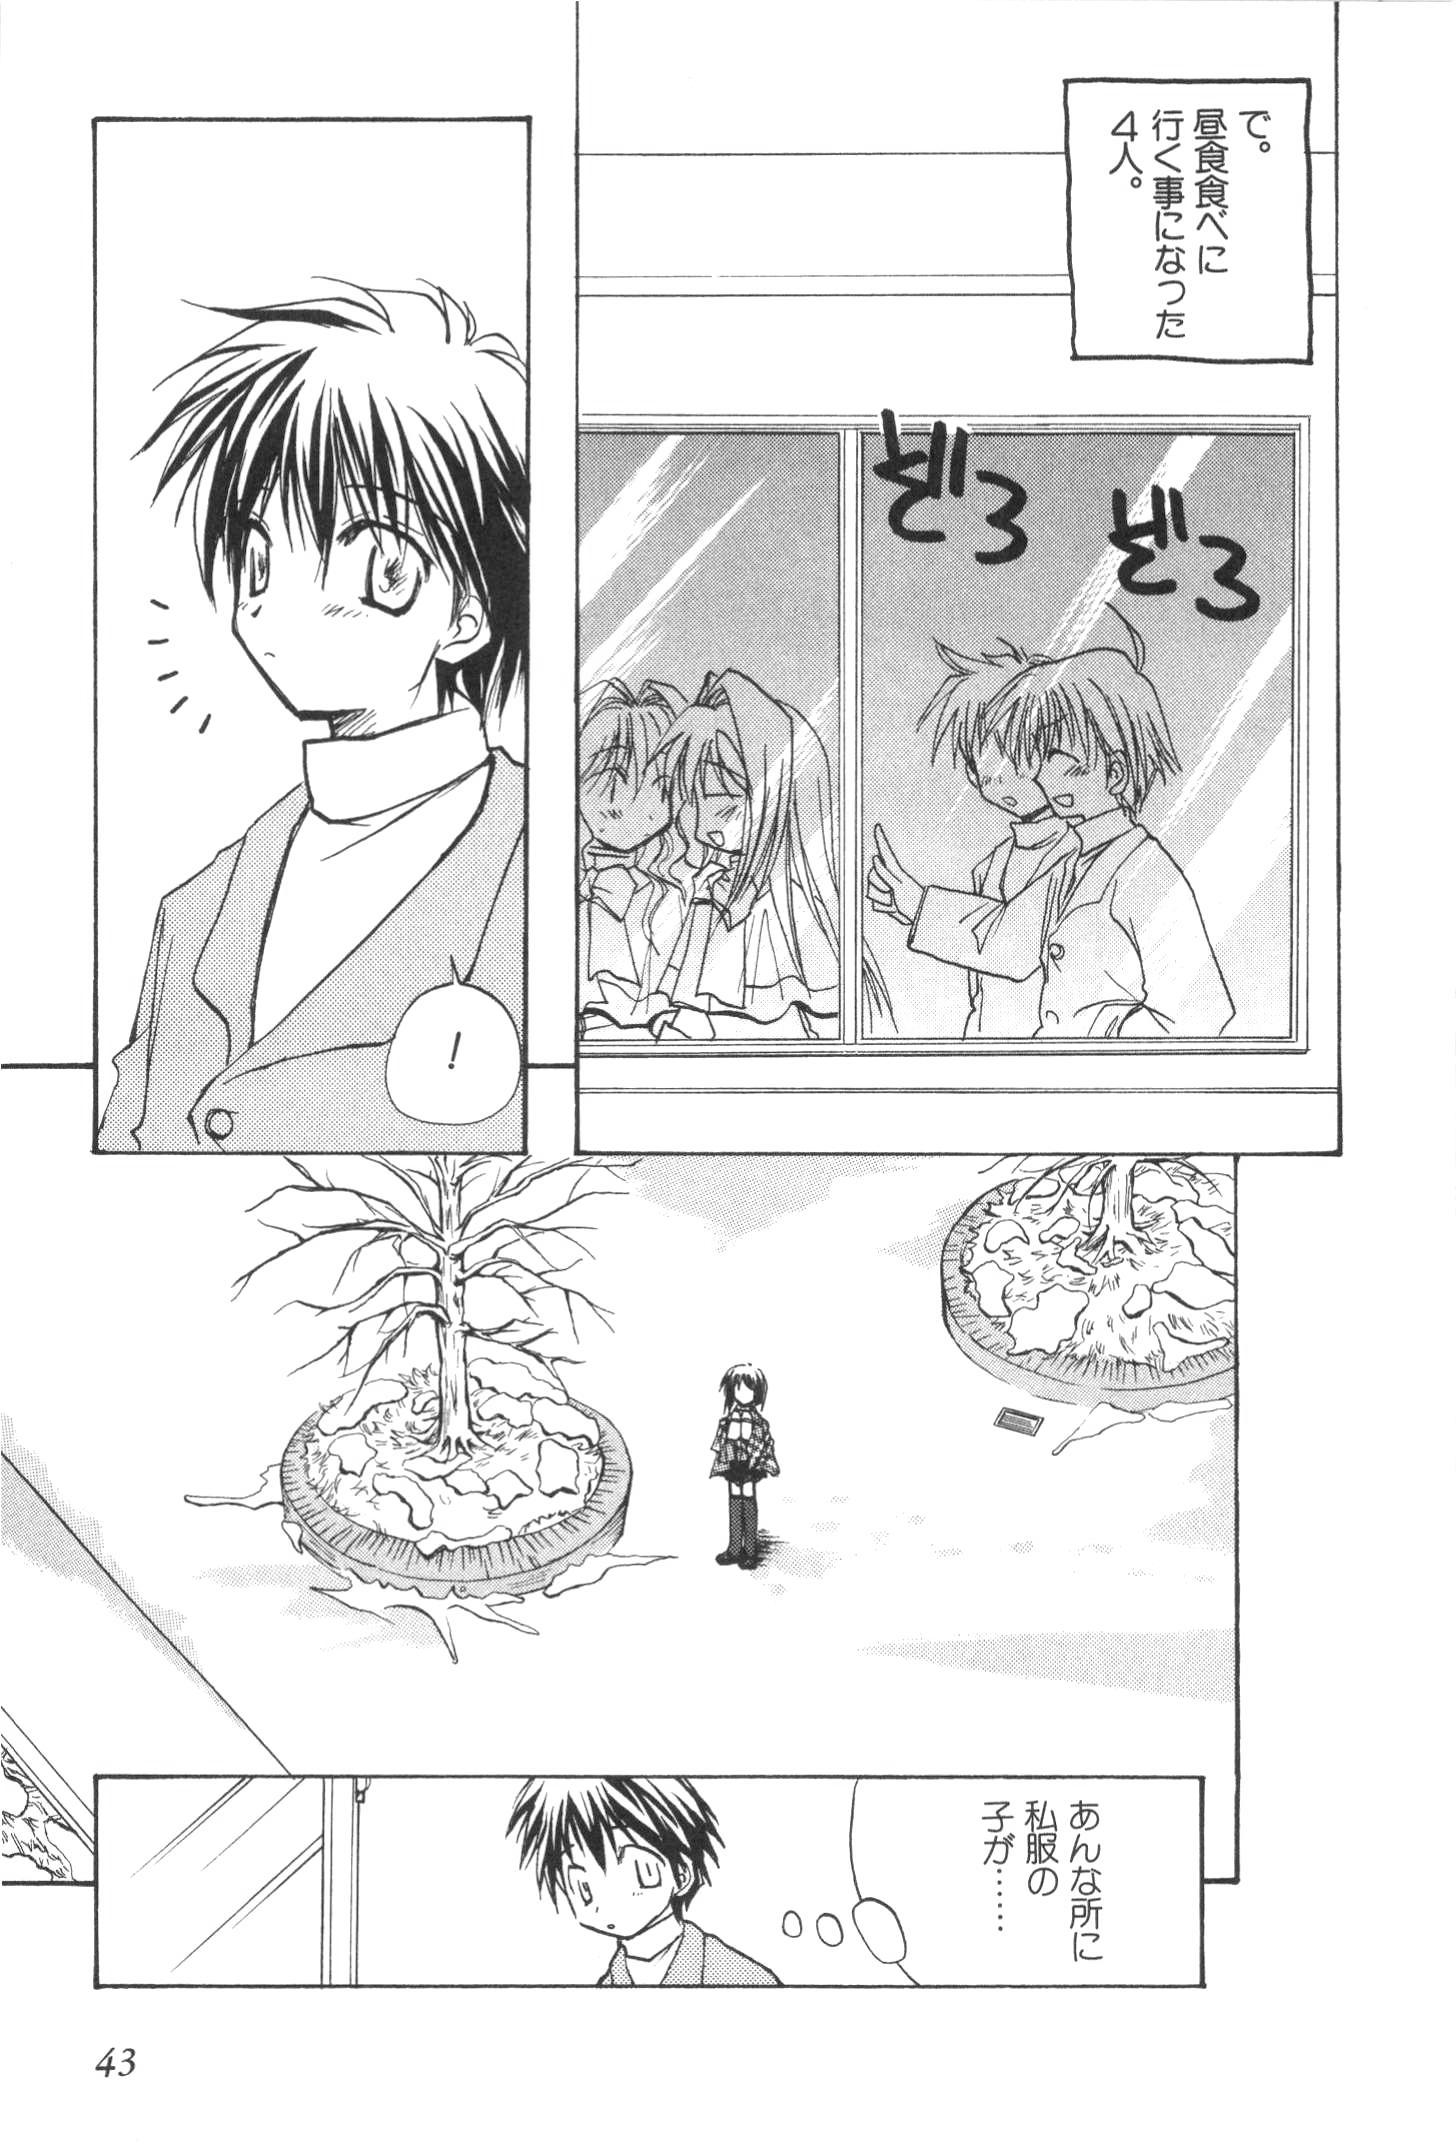 で。
昼食食べに
行く事になった
4人。
ぞろ
ぞろ
!
あんな所に
私服の
子が……
43